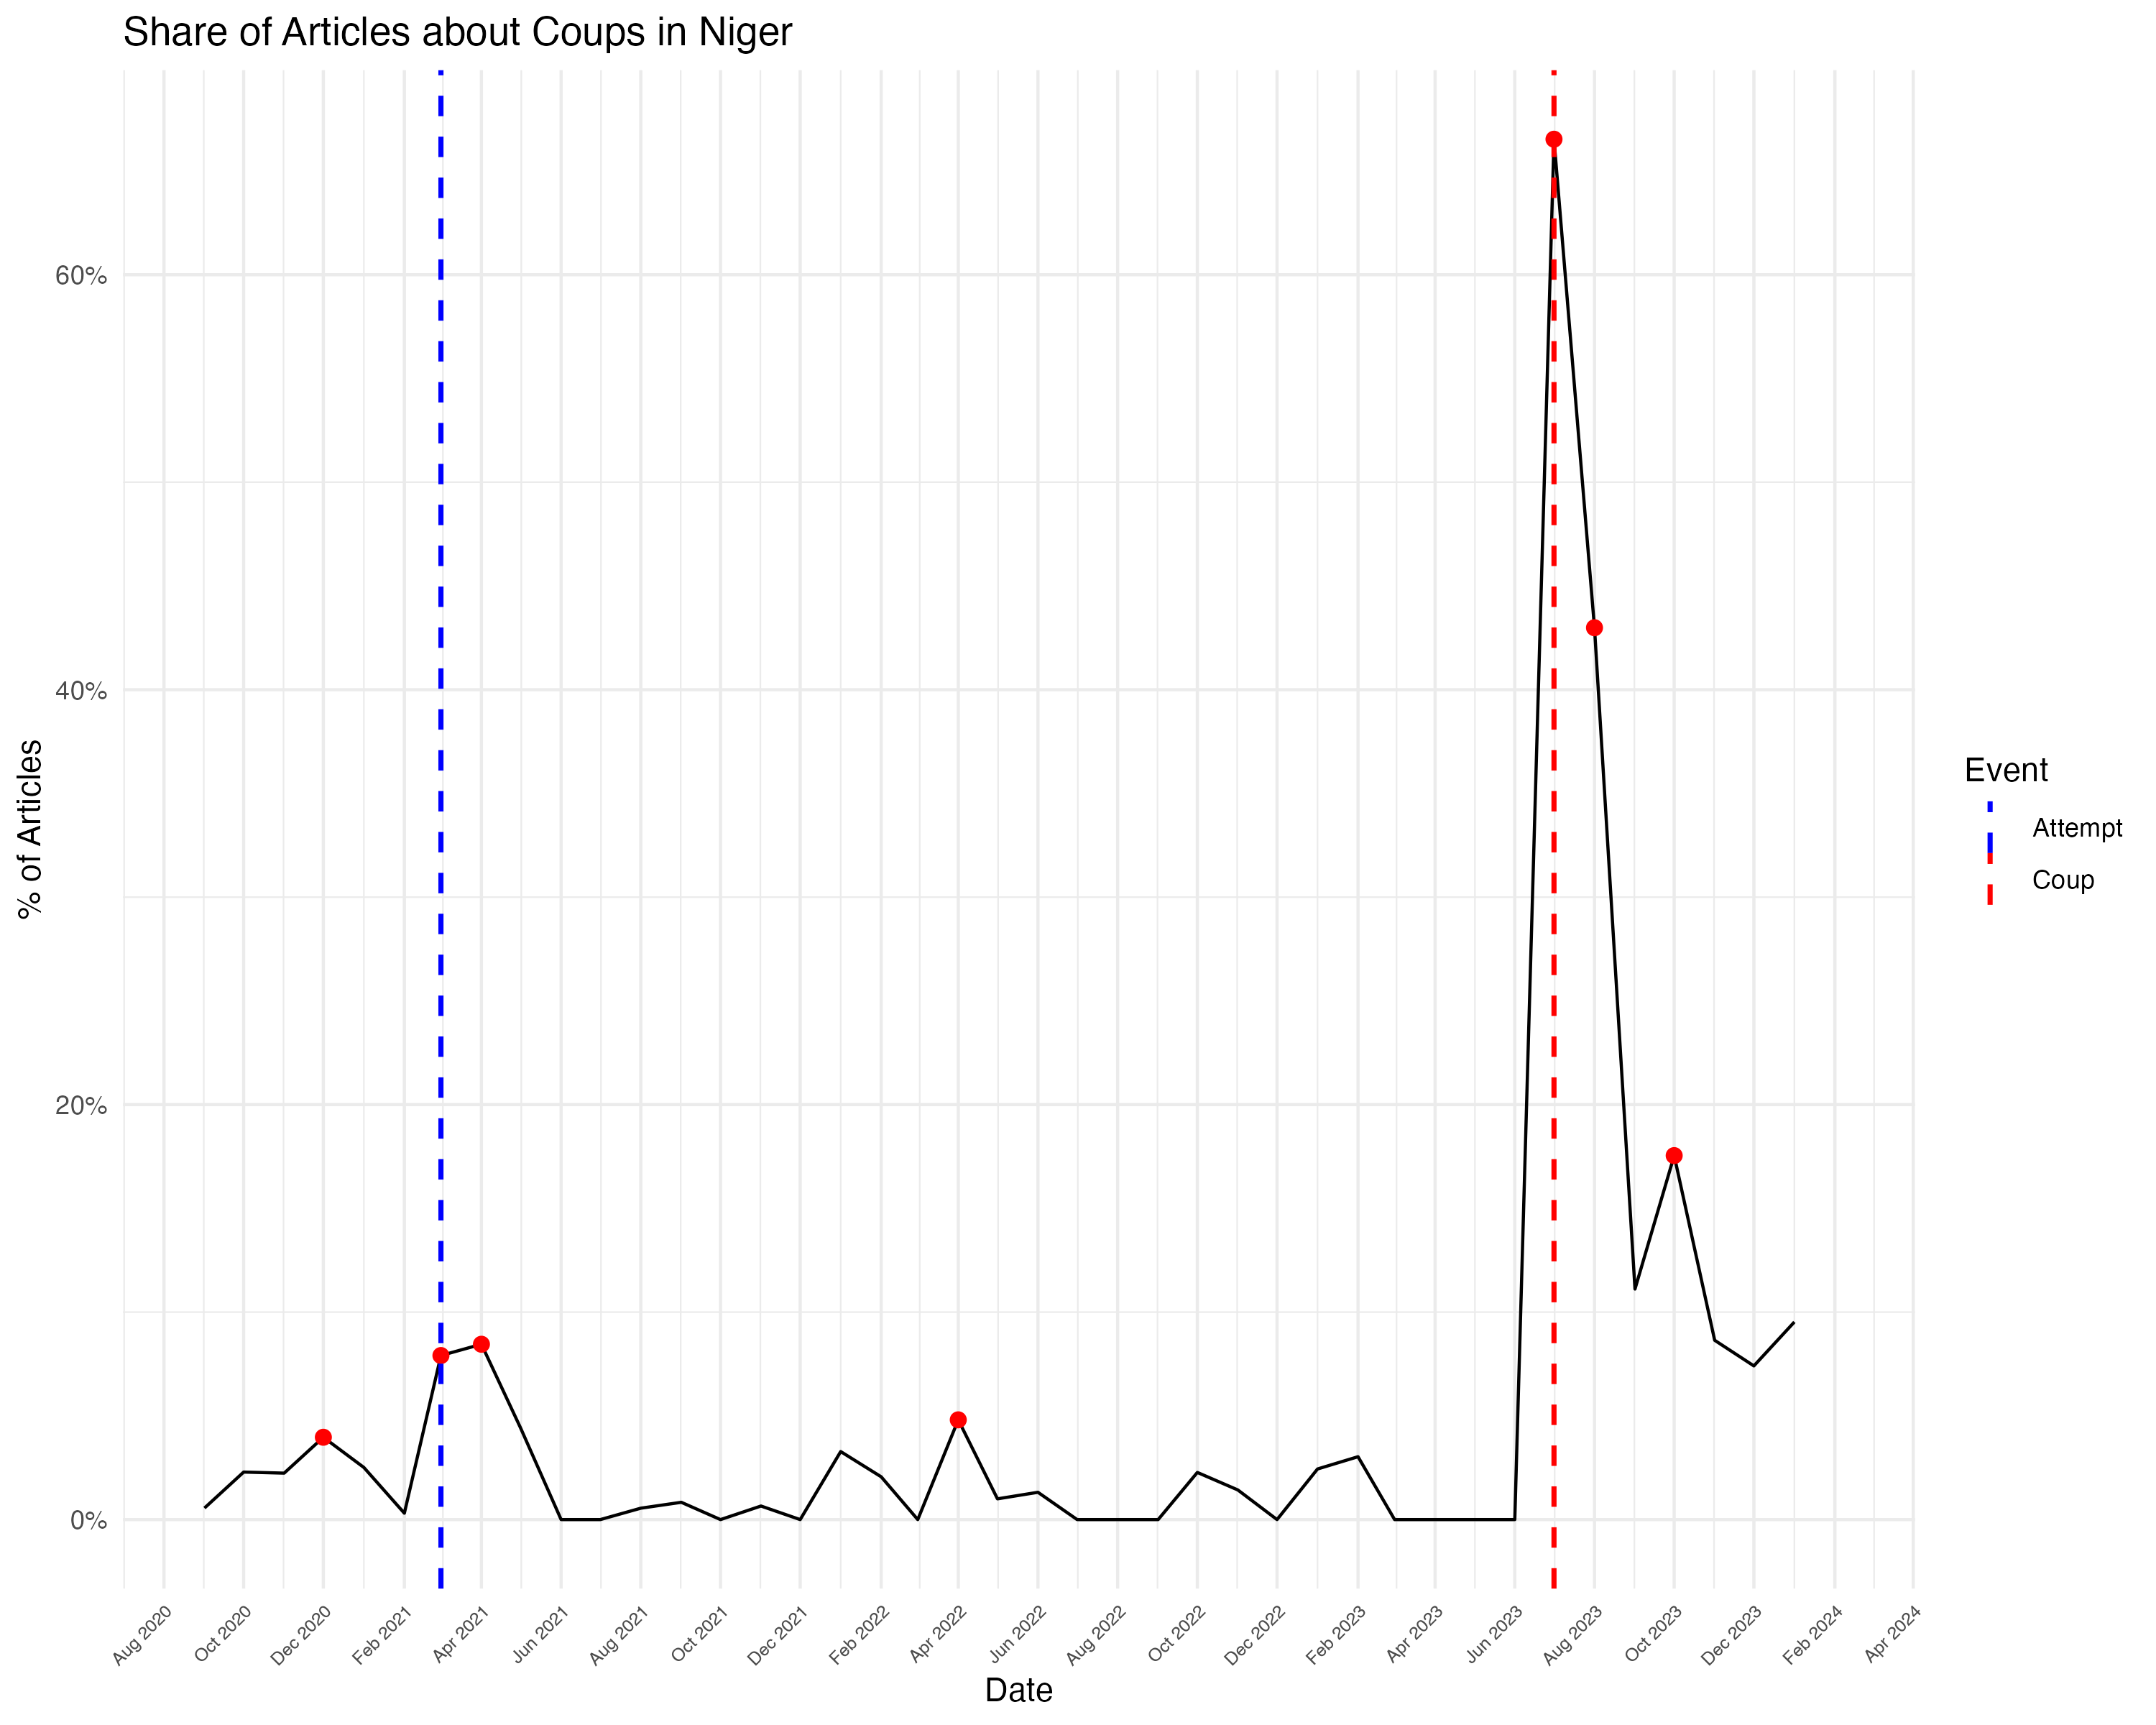 Share of Articles about Coups in Niger
60%
40%
20%
0%
% of Articles
Aug 2020
Oct 2020
Dec 2020
Feb 2021
Apr 2021
Jun 2021
Aug 2021
Oct 2021
Dec 2021
Feb 2022
Apr 2022
Jun 2022
Aug 2022
Oct 2022
Dec 2022
Feb 2023
Apr 2023
Jun 2023
Aug 2023
Oct 2023
Dec 2023
Feb 2024
Apr 2024
Date
Event
Attempt
Coup